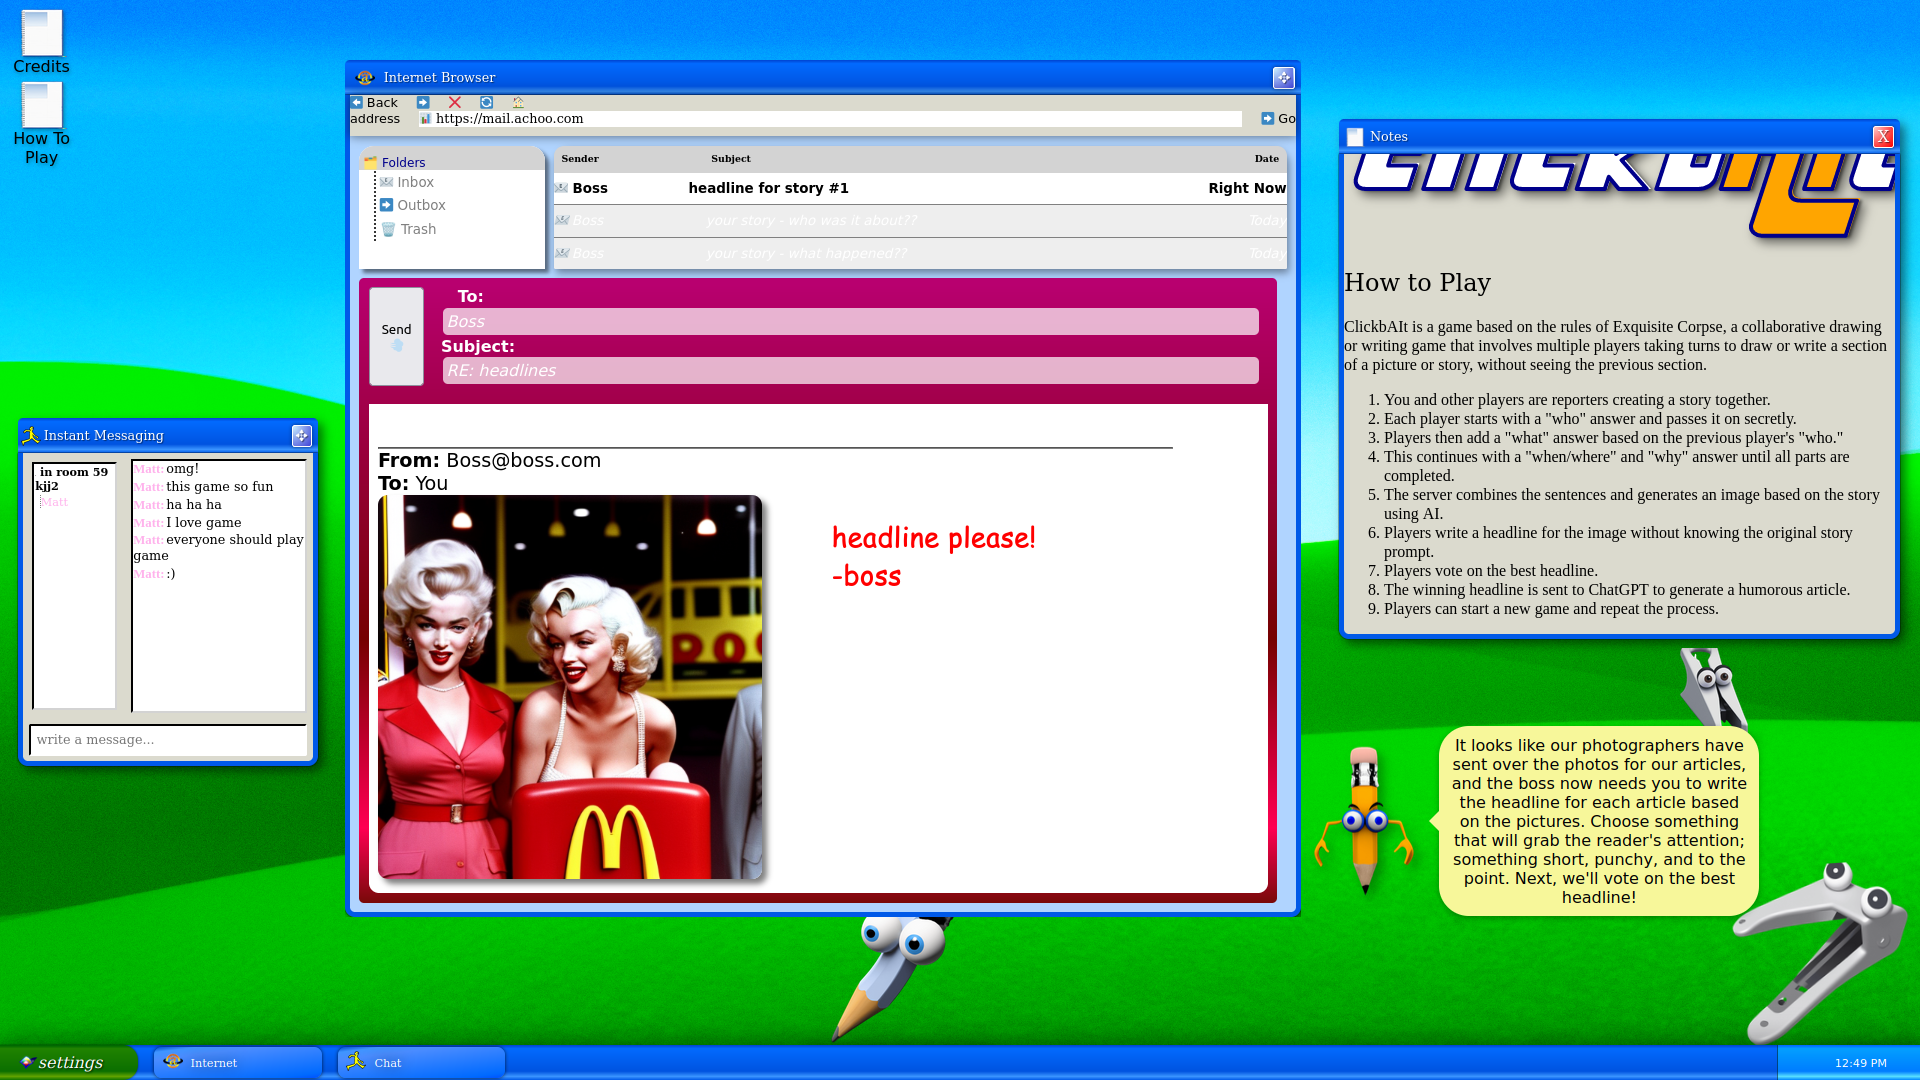 Credits
How To
Play
Internet Browser
Back
address
https://mail.achoo.com
Go
Folders
Inbox
Outbox
Trash
Sender
Subject
Date
Boss
headline for story #1
Right Now
Boss
your story - who was it about??
Today
Boss
your story - what happened??
Today
Send
To:
Boss
Subject:
RE: headlines
From: Boss@boss.com
To: You
headline please!
-boss
Instant Messaging
in room 59
kjj2
Matt
Matt: omg!
Matt: this game so fun
Matt: ha ha ha
Matt: I love game
Matt: everyone should play
game
Matt: :)
write a message...
Notes
X
ClickbAIt
How to Play
ClickbAIt is a game based on the rules of Exquisite Corpse, a collaborative drawing
or writing game that involves multiple players taking turns to draw or write a section
of a picture or story, without seeing the previous section.
1. You and other players are reporters creating a story together.
2. Each player starts with a "who" answer and passes it on secretly.
3. Players then add a "what" answer based on the previous player's "who."
4. This continues with a "when/where" and "why" answer until all parts are
completed.
5. The server combines the sentences and generates an image based on the story
using AI.
6. Players write a headline for the image without knowing the original story
prompt.
7. Players vote on the best headline.
8. The winning headline is sent to ChatGPT to generate a humorous article.
9. Players can start a new game and repeat the process.
It looks like our photographers have
sent over the photos for our articles,
and the boss now needs you to write
the headline for each article based
on the pictures. Choose something
that will grab the reader's attention;
something short, punchy, and to the
point. Next, we'll vote on the best
headline!
settings
Internet
Chat
12:49 PM